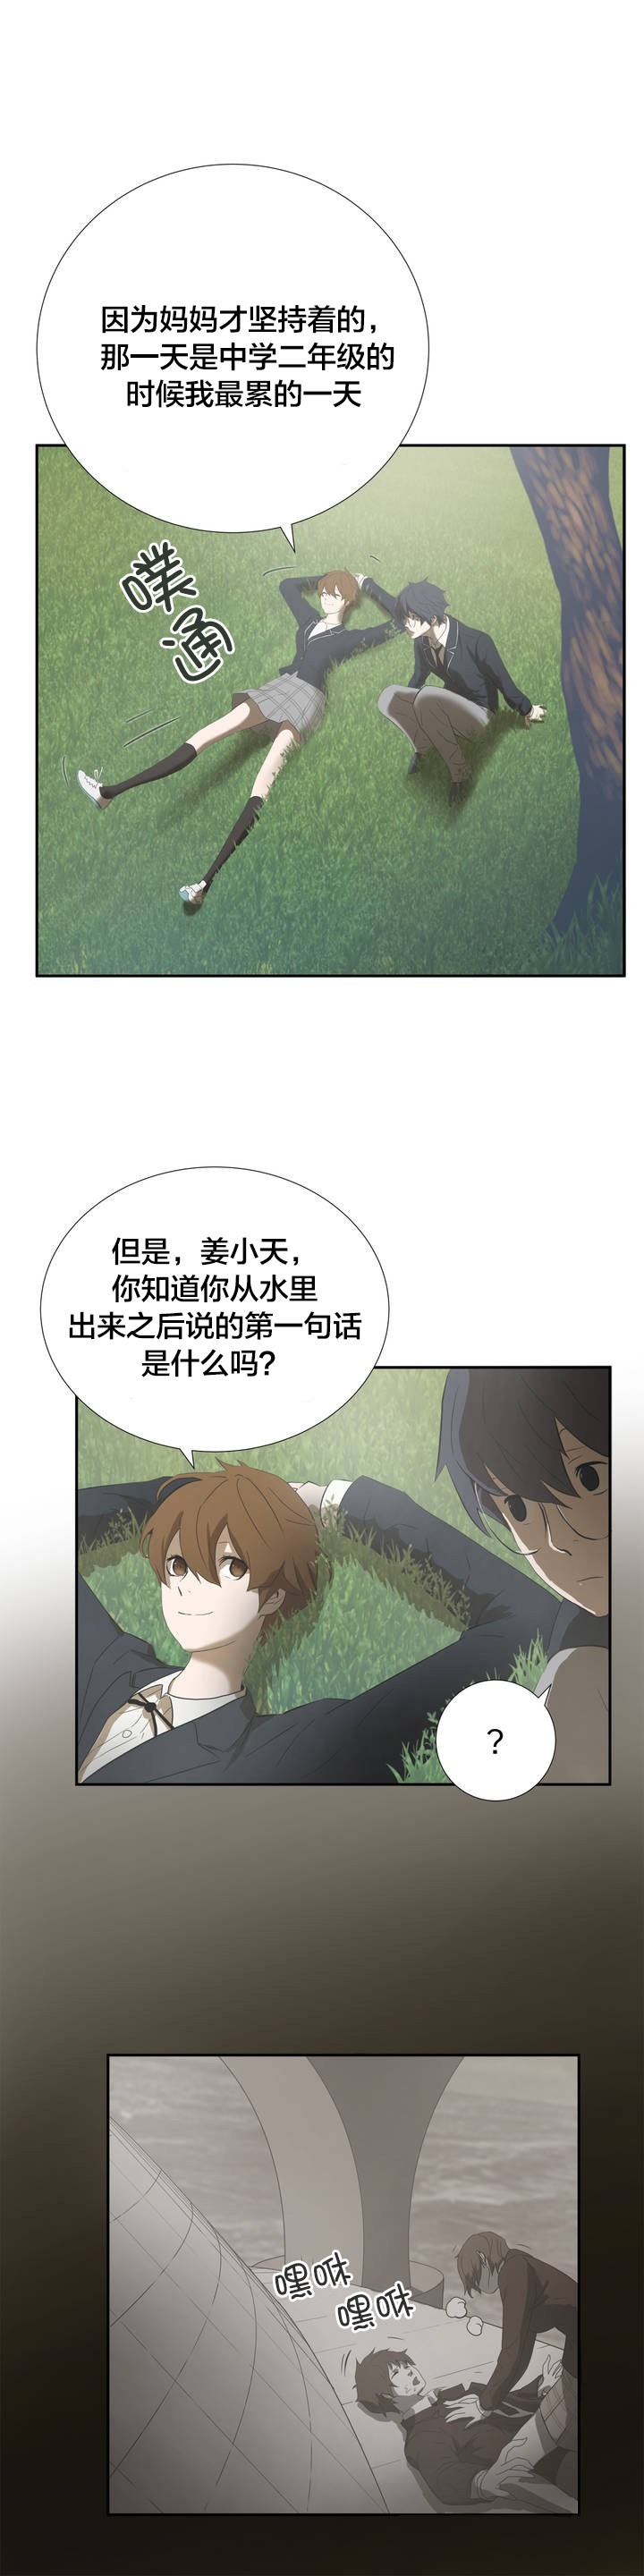 因为妈妈才坚持着的，
那一天是中学二年级的
时候我最累的一天
噗
通
但是，姜小天，
你知道你从水里
出来之后说的第一句话
是什么吗？
？
嘿咻
嘿咻